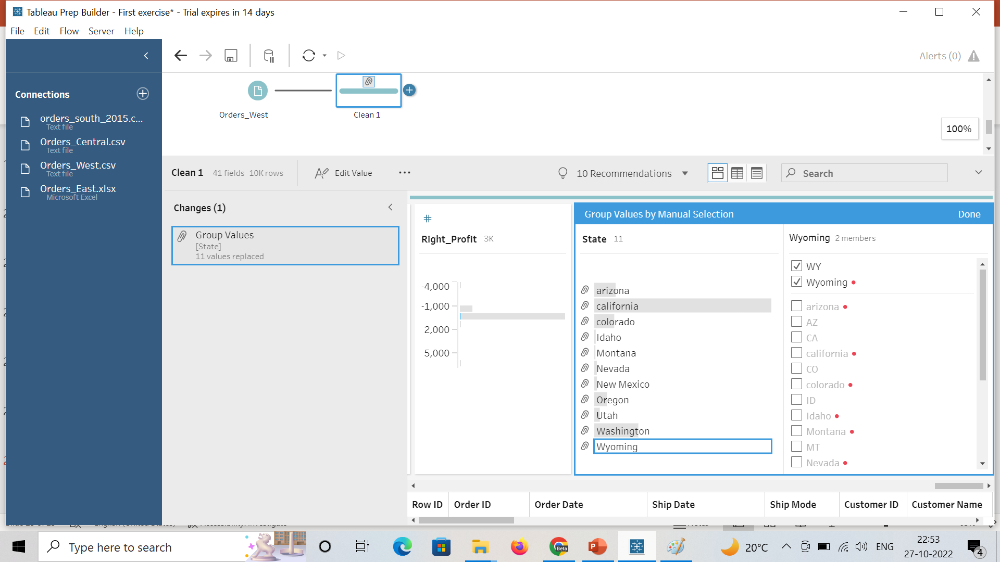 Tableau Prep Builder - First exercise* - Trial expires in 14 days
File Edit Flow Server Help
Alerts (0)
Connections
orders_south_2015.c...
Text file
Orders_Central.csv
Text file
Orders_West.csv
Text file
Orders_East.xlsx
Microsoft Excel
Orders_West
Clean 1
100%
Clean 1 41 fields 10K rows Edit Value 10 Recommendations Search
Changes (1)
Group Values
[State]
11 values replaced
#
Right_Profit 3K
-4,000
-1,000
2,000
5,000
Group Values by Manual Selection Done
State 11
arizona
california
colorado
Idaho
Montana
Nevada
New Mexico
Oregon
Utah
Washington
Wyoming
Wyoming 2 members
WY
Wyoming
arizona
AZ
CA
california
CO
colorado
ID
Idaho
Montana
MT
Nevada
Row ID Order ID Order Date Ship Date Ship Mode Customer ID Customer Name
Type here to search
Beta
P
20°C
ENG
22:53
27-10-2022
4